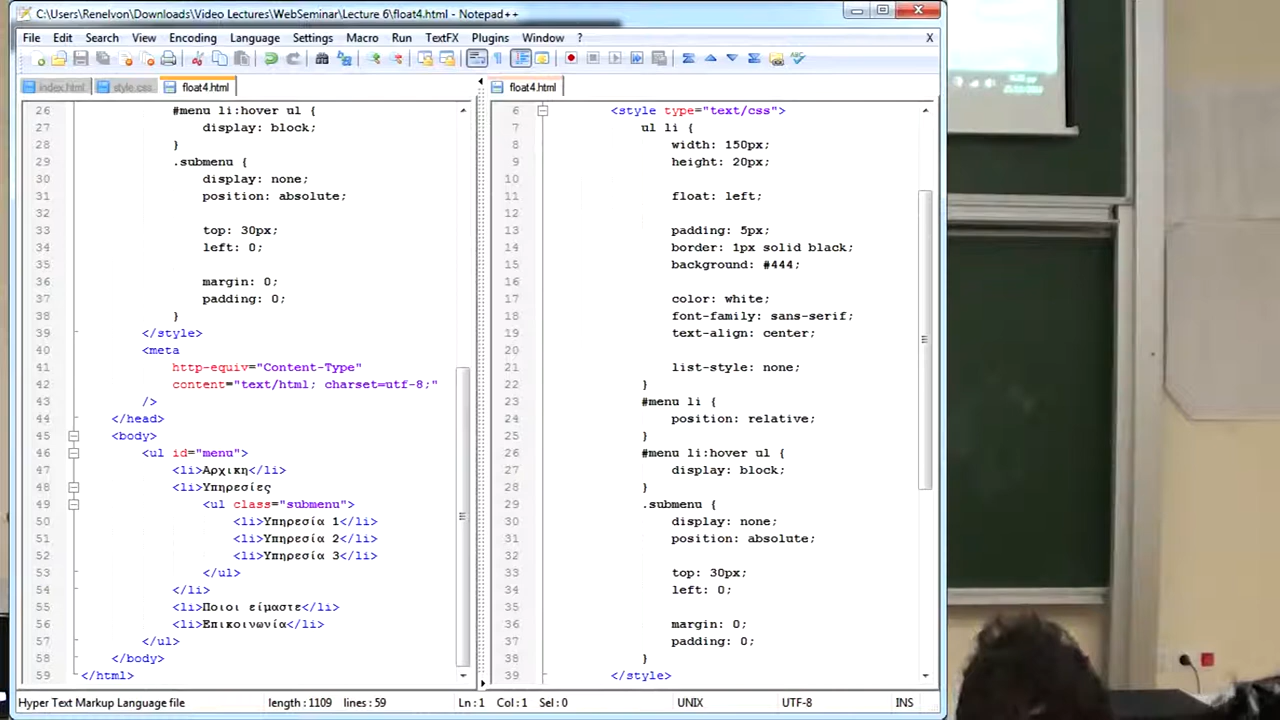 C:\Users\Renelvon\Downloads\Video Lectures\WebSeminar\Lecture 6\float4.html - Notepad++
File Edit Search View Encoding Language Settings Macro Run TextFX Plugins Window ? X
index.html style.css float4.html
26 #menu li:hover ul {
27 display: block;
28 }
29 .submenu {
30 display: none;
31 position: absolute;
32
33 top: 30px;
34 left: 0;
35
36 margin: 0;
37 padding: 0;
38 }
39 </style>
40 <meta
41 http-equiv="Content-Type"
42 content="text/html; charset=utf-8;"
43 />
44 </head>
45 <body>
46 <ul id="menu">
47 <li>Αρχικη</li>
48 <li>Υπηρεσίες
49 <ul class="submenu">
50 <li>Υπηρεσία 1</li>
51 <li>Υπηρεσία 2</li>
52 <li>Υπηρεσία 3</li>
53 </ul>
54 </li>
55 <li>Ποιοι είμαστε</li>
56 <li>Επικοινωνία</li>
57 </ul>
58 </body>
59 </html>
float4.html
6 <style type="text/css">
7 ul li {
8 width: 150px;
9 height: 20px;
10
11 float: left;
12
13 padding: 5px;
14 border: 1px solid black;
15 background: #444;
16
17 color: white;
18 font-family: sans-serif;
19 text-align: center;
20
21 list-style: none;
22 }
23 #menu li {
24 position: relative;
25 }
26 #menu li:hover ul {
27 display: block;
28 }
29 .submenu {
30 display: none;
31 position: absolute;
32
33 top: 30px;
34 left: 0;
35
36 margin: 0;
37 padding: 0;
38 }
39 </style>
Hyper Text Markup Language file length : 1109 lines : 59 Ln : 1 Col : 1 Sel : 0 UNIX UTF-8 INS